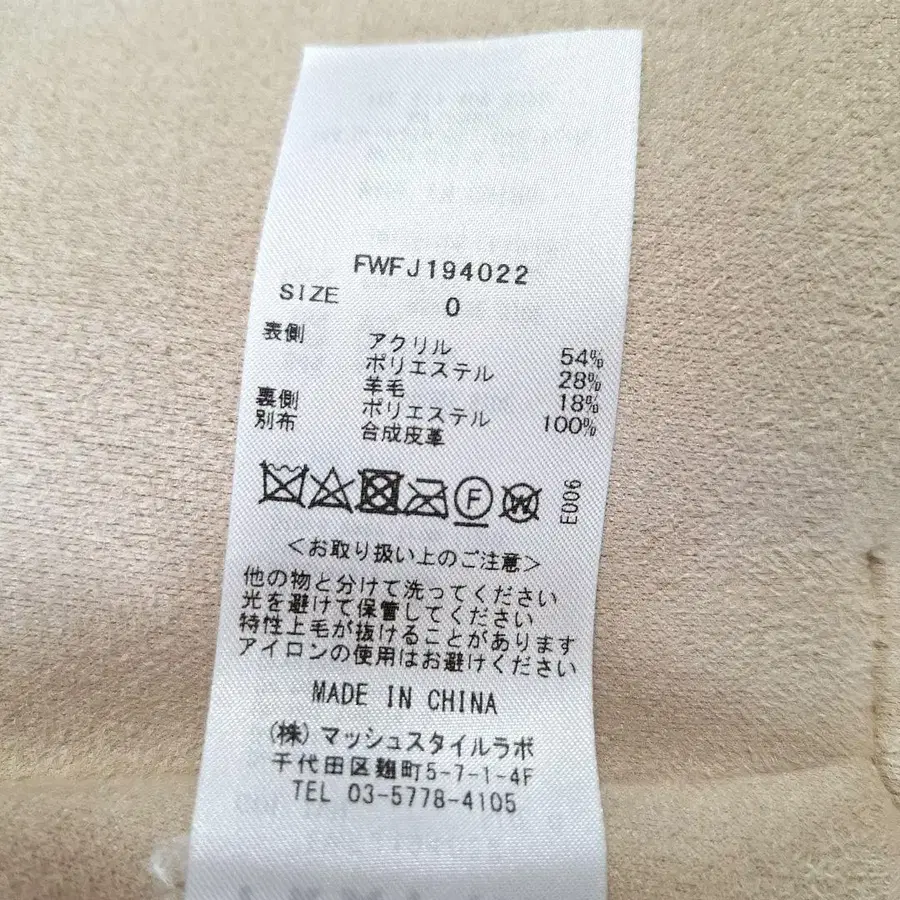 FWFJ194022
SIZE 0
表側 アクリル 54%
ポリエステル 28%
羊毛 18%
裏側 ポリエステル 100%
別布 合成皮革
F W E006
<お取り扱い上のご注意>
他の物と分けて洗ってください
光を避けて保管してください
特性上毛が抜けることがあります
アイロンの使用はお避けください
MADE IN CHINA
(株)マッシュスタイルラボ
千代田区麹町5-7-1-4F
TEL 03-5778-4105